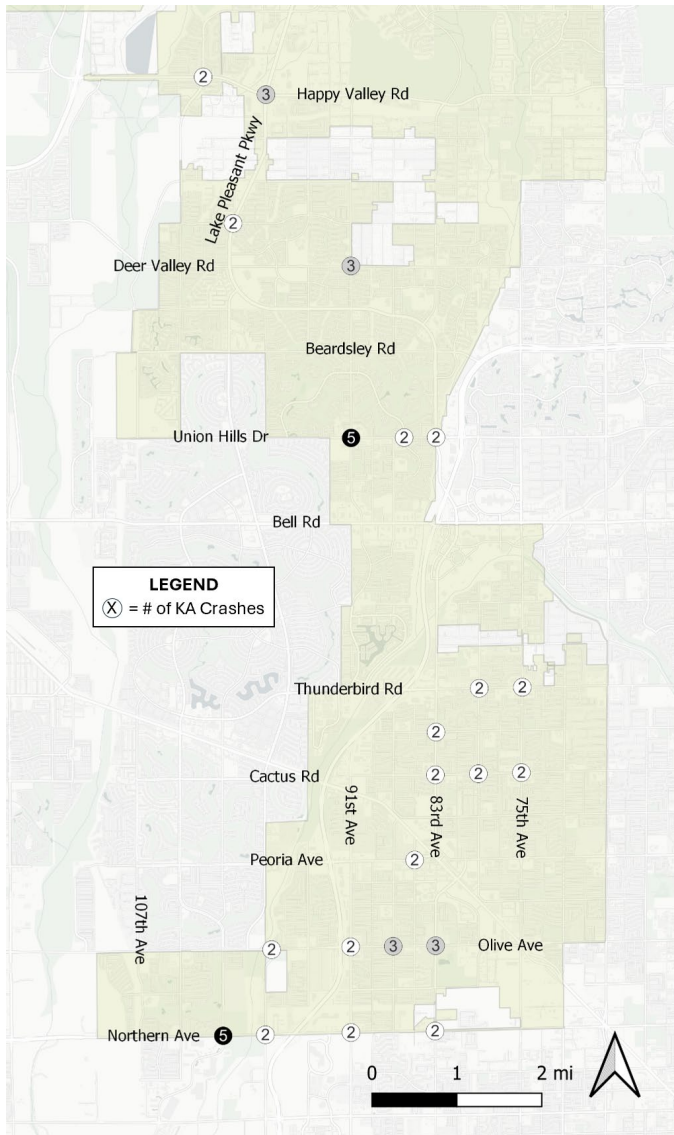 2
3
Happy Valley Rd
Lake Pleasant Pkwy
2
Deer Valley Rd
3
Beardsley Rd
Union Hills Dr
5
2
2
Bell Rd
LEGEND
X = # of KA Crashes
Thunderbird Rd
2
2
2
Cactus Rd
2
2
2
91st Ave
83rd Ave
75th Ave
Peoria Ave
2
107th Ave
2
2
3
3
Olive Ave
Northern Ave
5
2
2
2
0 1 2 mi